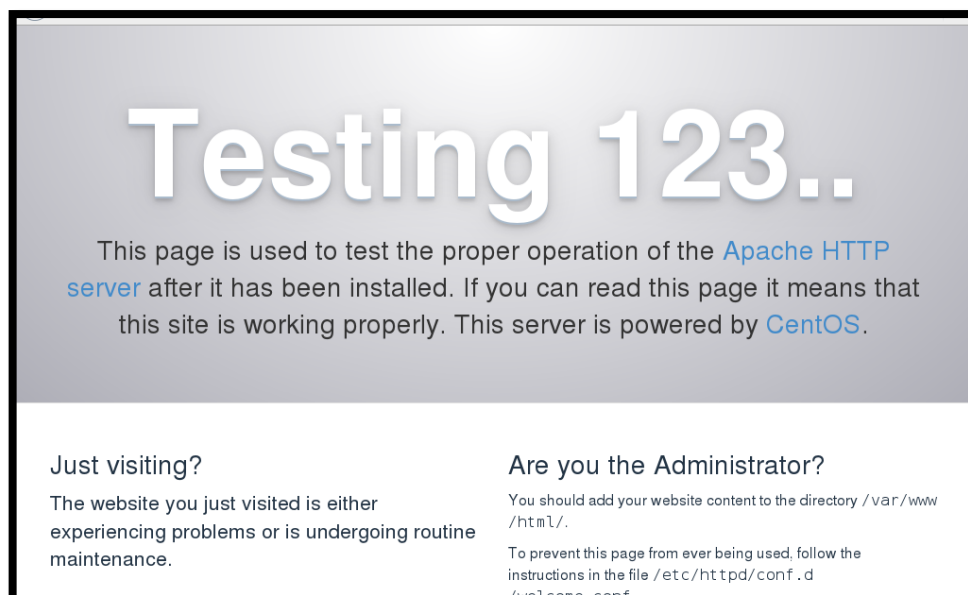 Testing 123..
This page is used to test the proper operation of the Apache HTTP
server after it has been installed. If you can read this page it means that
this site is working properly. This server is powered by CentOS.
Just visiting?
The website you just visited is either
experiencing problems or is undergoing routine
maintenance.
Are you the Administrator?
You should add your website content to the directory /var/www
/html/.
To prevent this page from ever being used, follow the
instructions in the file /etc/httpd/conf.d
/welcome.conf